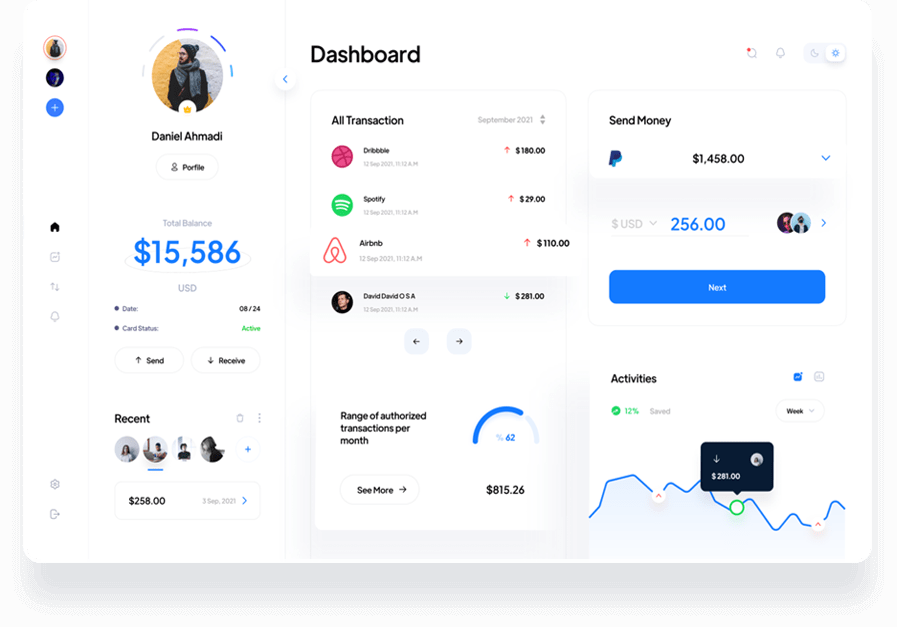 Daniel Ahmadi
Porfile
Total Balance
$15,586
USD
Date: 08 / 24
Card Status: Active
Send Receive
Recent
$258.00 3 Sep, 2021
Dashboard
All Transaction September 2021
Dribbble $180.00
12 Sep 2021, 11:12 A.M
Spotify $ 29.00
12 Sep 2021, 11:12 A.M
Airbnb $ 110.00
12 Sep 2021, 11:12 A.M
David David O S A $ 281.00
12 Sep 2021, 11:12 A.M
Range of authorized
transactions per
month
% 62
See More $815.26
Send Money
$1,458.00
$ USD 256.00
Next
Activities
12% Saved Week
$ 281.00